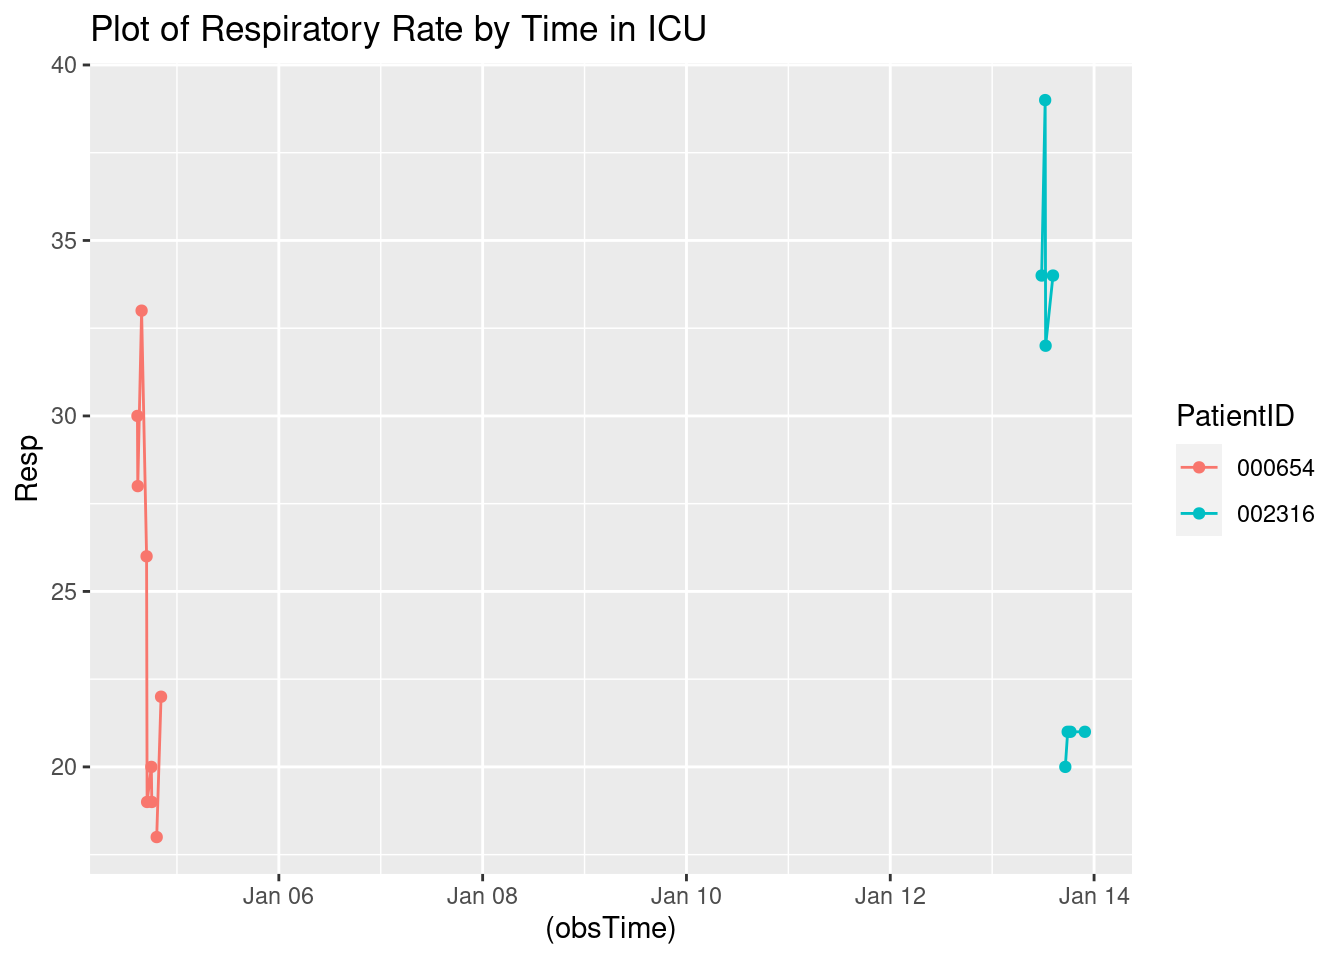 Plot of Respiratory Rate by Time in ICU
40
35
30
25
20
Resp
Jan 06
Jan 08
Jan 10
Jan 12
Jan 14
(obsTime)
PatientID
000654
002316